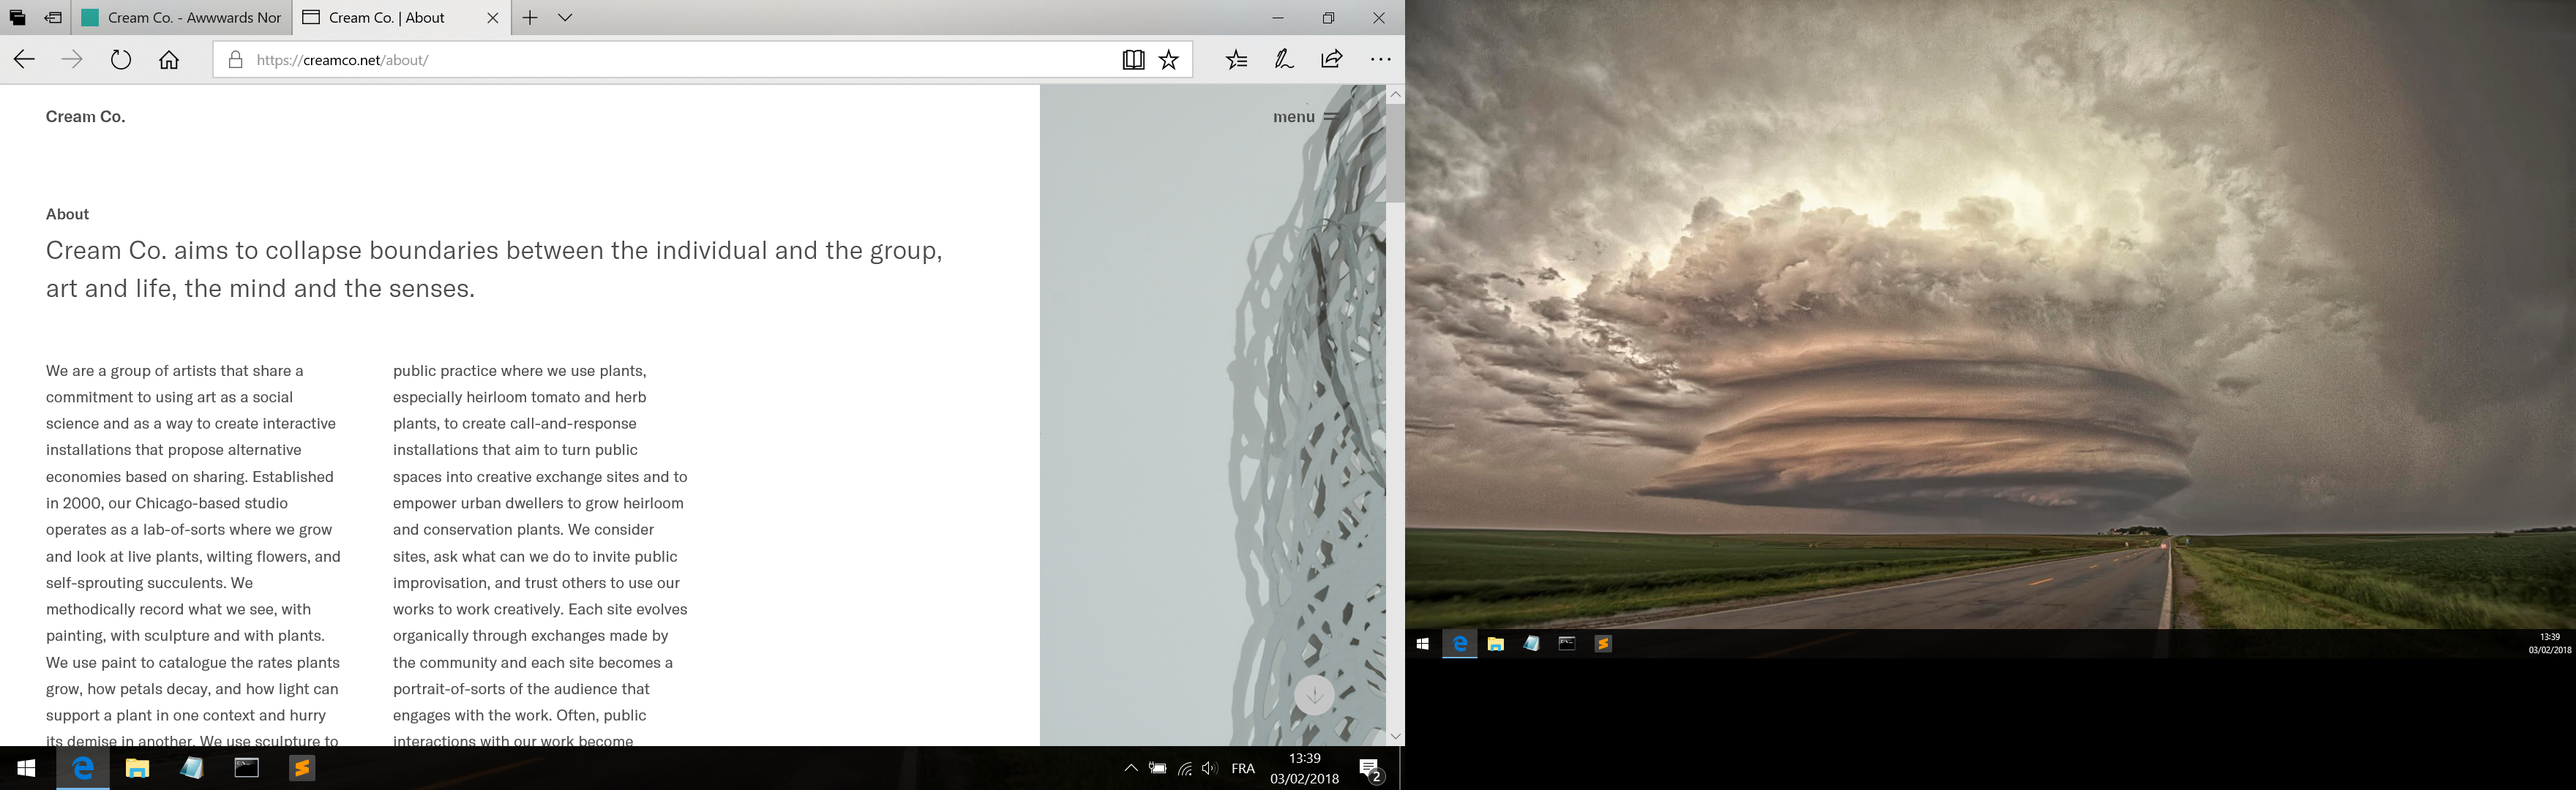 Cream Co. - Awwwards Nor
Cream Co. | About
https://creamco.net/about/
Cream Co.
menu
About
Cream Co. aims to collapse boundaries between the individual and the group,
art and life, the mind and the senses.
We are a group of artists that share a
commitment to using art as a social
science and as a way to create interactive
installations that propose alternative
economies based on sharing. Established
in 2000, our Chicago-based studio
operates as a lab-of-sorts where we grow
and look at live plants, wilting flowers, and
self-sprouting succulents. We
methodically record what we see, with
painting, with sculpture and with plants.
We use paint to catalogue the rates plants
grow, how petals decay, and how light can
support a plant in one context and hurry
its demise in another. We use sculpture to
public practice where we use plants,
especially heirloom tomato and herb
plants, to create call-and-response
installations that aim to turn public
spaces into creative exchange sites and to
empower urban dwellers to grow heirloom
and conservation plants. We consider
sites, ask what can we do to invite public
improvisation, and trust others to use our
works to work creatively. Each site evolves
organically through exchanges made by
the community and each site becomes a
portrait-of-sorts of the audience that
engages with the work. Often, public
interactions with our work become
FRA
13:39
03/02/2018
2
13:39
03/02/2018